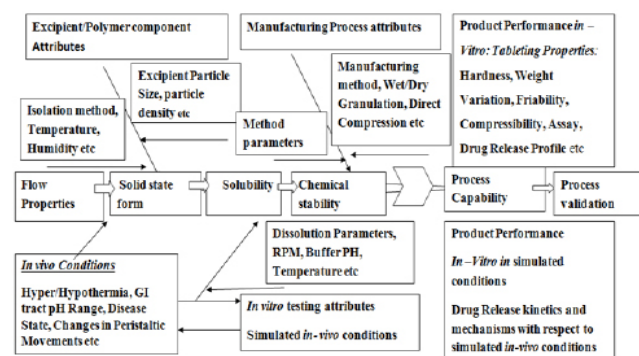 Excipient/Polymer component
Attributes
Manufacturing Process attributes
Product Performance in –
Vitro: Tableting Properties:
Hardness, Weight
Variation, Friability,
Compressibility, Assay,
Drug Release Profile etc
Excipient Particle
Size, particle
density etc
Manufacturing
method, Wet/Dry
Granulation, Direct
Compression etc
Isolation method,
Temperature,
Humidity etc
Method
parameters
Flow
Properties
Solid state
form
Solubility
Chemical
stability
Process
Capability
Process
validation
In vivo Conditions
Hyper/Hypothermia, GI
tract pH Range, Disease
State, Changes in Peristaltic
Movements etc
Dissolution Parameters,
RPM, Buffer PH,
Temperature etc
In vitro testing attributes
Simulated in-vivo conditions
Product Performance
In –Vitro in simulated
conditions
Drug Release kinetics and
mechanisms with respect to
simulated in-vivo conditions